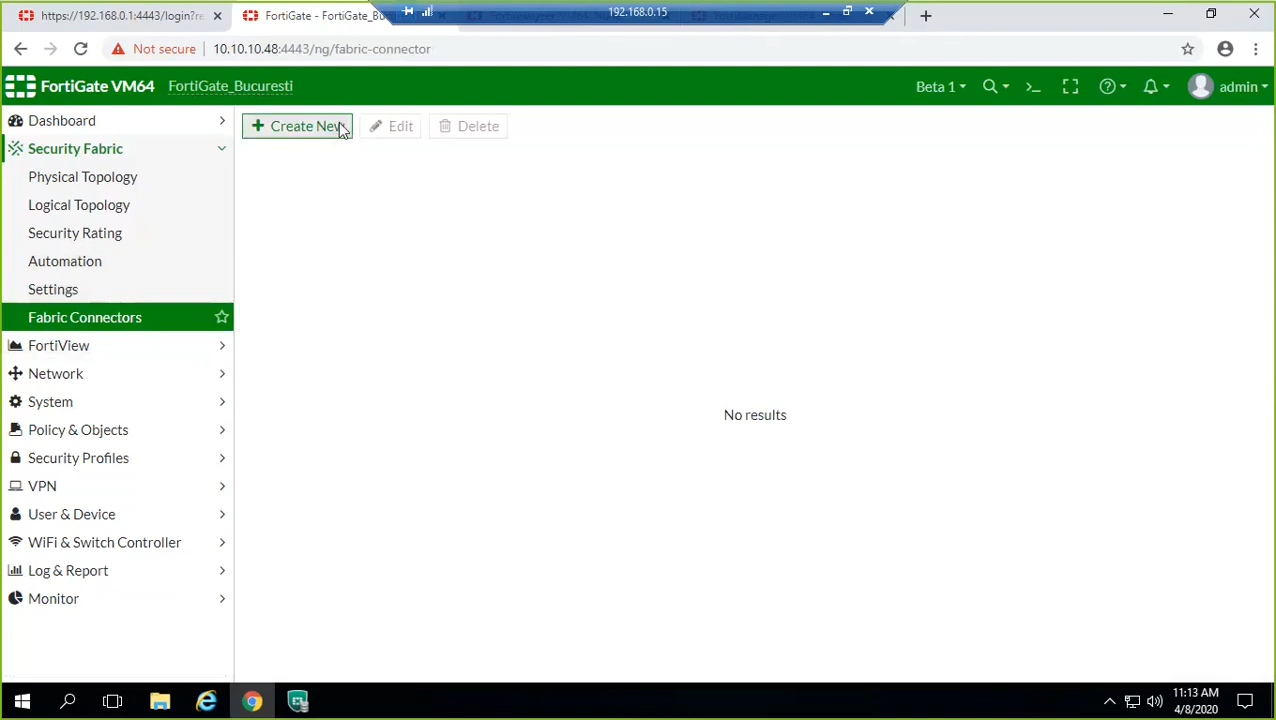 https://192.168.0.1:4443/login?re
FortiGate - FortiGate_Bu
192.168.0.15
Not secure
10.10.10.48:4443/ng/fabric-connector
FortiGate VM64
FortiGate_Bucuresti
Beta 1
admin
Dashboard
Create New
Edit
Delete
Security Fabric
Physical Topology
Logical Topology
Security Rating
Automation
Settings
Fabric Connectors
FortiView
Network
System
No results
Policy & Objects
Security Profiles
VPN
User & Device
WiFi & Switch Controller
Log & Report
Monitor
11:13 AM
4/8/2020